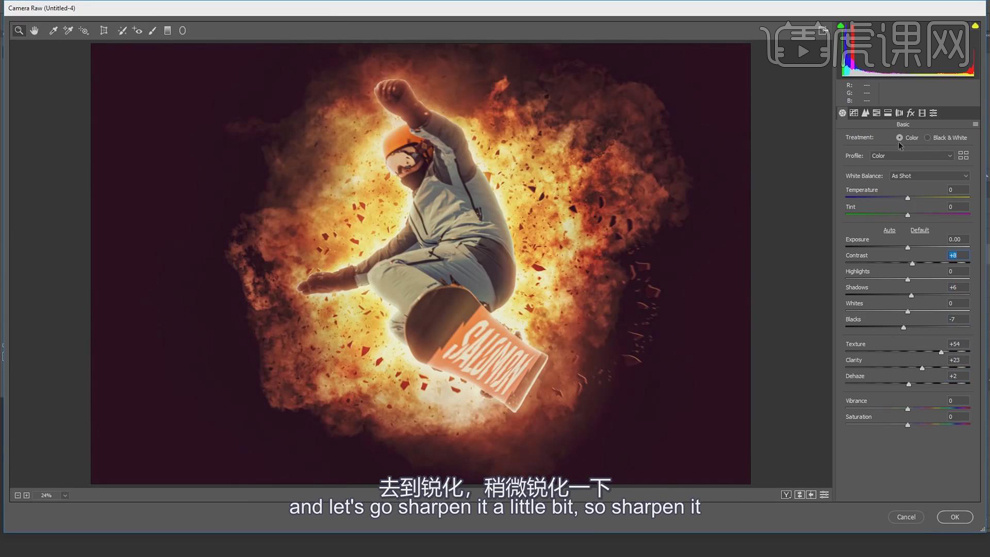 Camera Raw (Untitled-4)
虎课网
R: ---
G: ---
B: ---
Basic
Treatment: Color Black & White
Profile: Color
White Balance: As Shot
Temperature 0
Tint 0
Auto Default
Exposure 0.00
Contrast +8
Highlights 0
Shadows +6
Whites 0
Blacks -7
Texture +54
Clarity +23
Dehaze +2
Vibrance 0
Saturation 0
SALOMON
24%
Y
去到锐化，稍微锐化一下
and let's go sharpen it a little bit, so sharpen it
Cancel OK